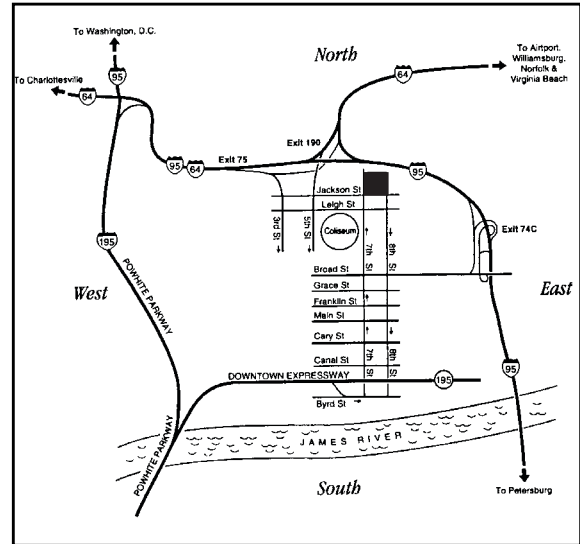 To Washington, D.C.
North
To Airport,
Williamsburg,
Norfolk &
Virginia Beach
95
64
To Charlottesville
64
Exit 190
Exit 75
95
64
95
Jackson St
Leigh St
3rd St
5th St
Coliseum
7th St
8th St
Exit 74C
195
West
East
POWHITE PARKWAY
Broad St
Grace St
Franklin St
Main St
Cary St
7th St
8th St
Canal St
DOWNTOWN EXPRESSWAY
195
95
Byrd St
JAMES RIVER
POWHITE PARKWAY
South
To Petersburg